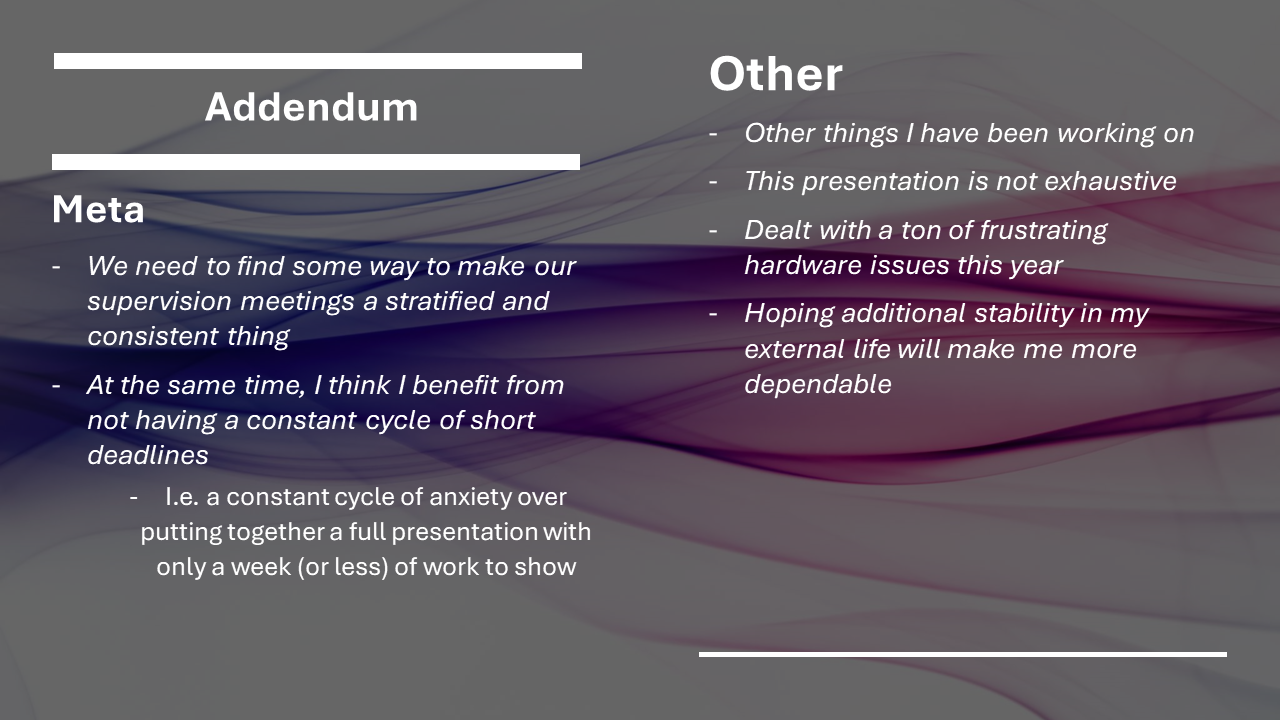 Addendum
Meta
- We need to find some way to make our
supervision meetings a stratified and
consistent thing
- At the same time, I think I benefit from
not having a constant cycle of short
deadlines
- I.e. a constant cycle of anxiety over
putting together a full presentation with
only a week (or less) of work to show
Other
- Other things I have been working on
- This presentation is not exhaustive
- Dealt with a ton of frustrating
hardware issues this year
- Hoping additional stability in my
external life will make me more
dependable